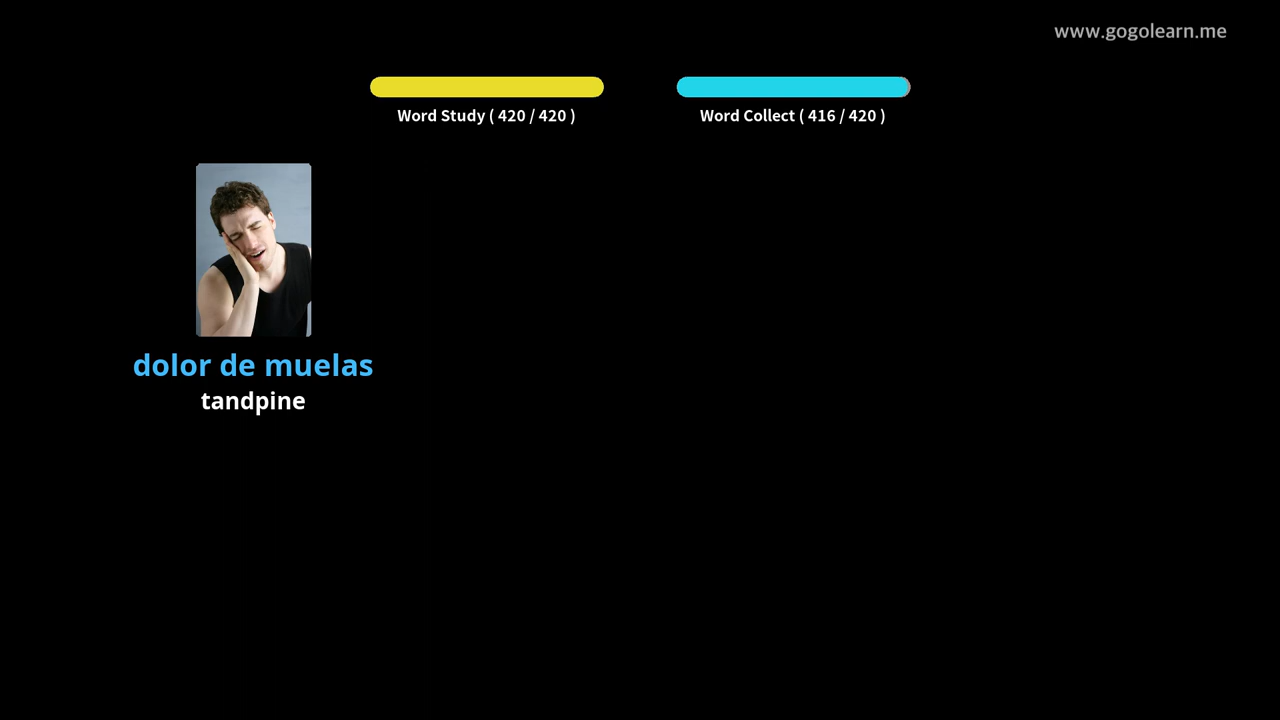 www.gogolearn.me
Word Study ( 420 / 420 )
Word Collect ( 416 / 420 )
dolor de muelas
tandpine